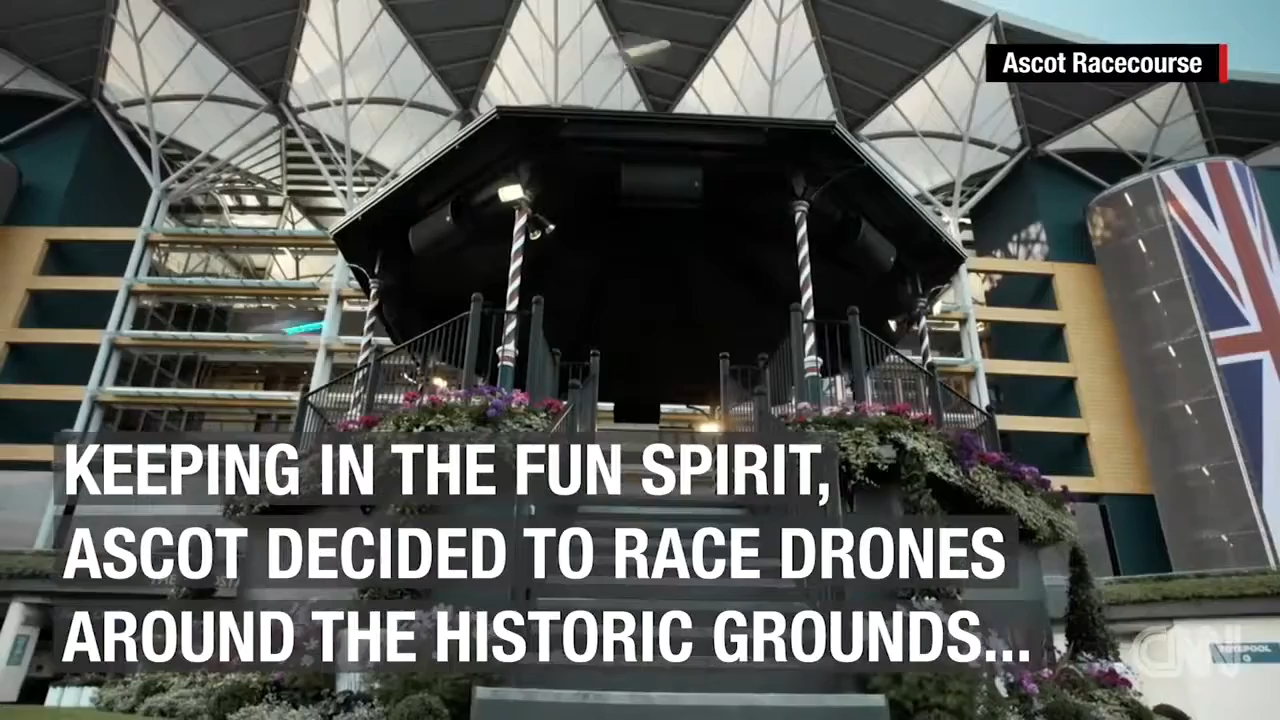 Ascot Racecourse
KEEPING IN THE FUN SPIRIT,
ASCOT DECIDED TO RACE DRONES
AROUND THE HISTORIC GROUNDS...
CNN